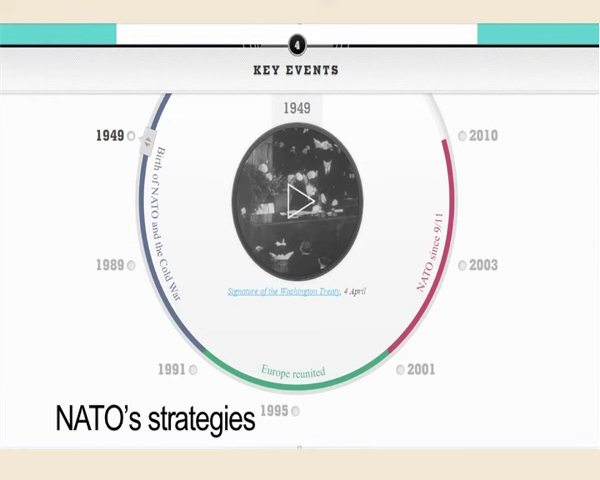 4
KEY EVENTS
1949
1949
2010
Birth of NATO and the Cold War
NATO since 9/11
1989
2003
Signature of the Washington Treaty, 4 April
Europe reunited
1991
2001
1995
NATO's strategies